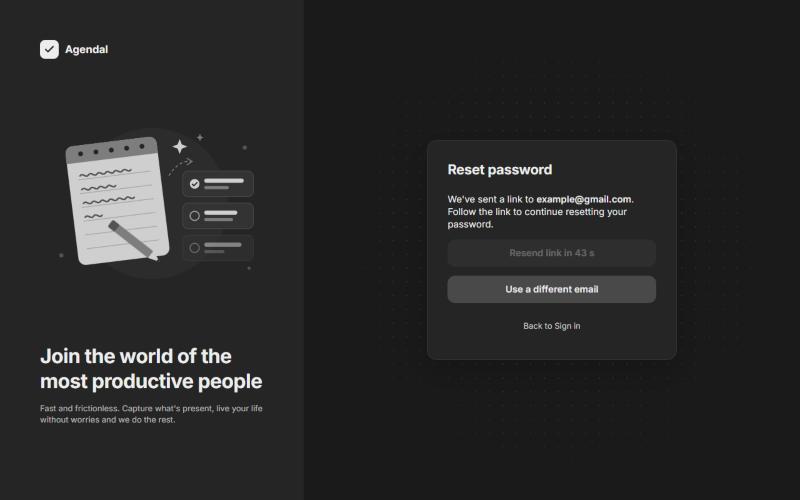 Agendal
Join the world of the
most productive people
Fast and frictionless. Capture what's present, live your life
without worries and we do the rest.
Reset password
We've sent a link to example@gmail.com.
Follow the link to continue resetting your
password.
Resend link in 43 s
Use a different email
Back to Sign in